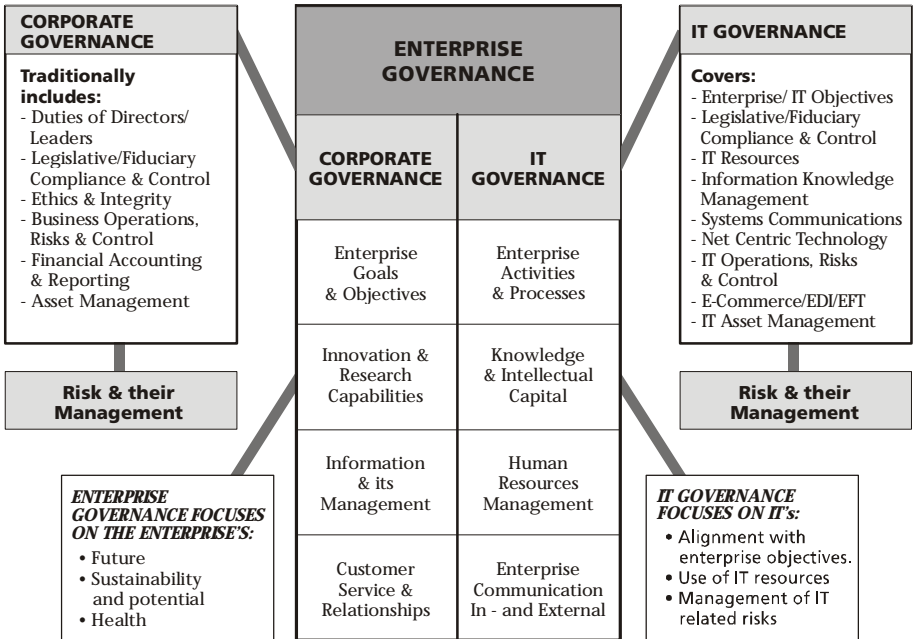 CORPORATE
GOVERNANCE
Traditionally
includes:
- Duties of Directors/
Leaders
- Legislative/Fiduciary
Compliance & Control
- Ethics & Integrity
- Business Operations,
Risks & Control
- Financial Accounting
& Reporting
- Asset Management
Risk & their
Management
ENTERPRISE
GOVERNANCE FOCUSES
ON THE ENTERPRISE'S:
• Future
• Sustainability
and potential
• Health
ENTERPRISE
GOVERNANCE
CORPORATE
GOVERNANCE
IT
GOVERNANCE
Enterprise
Goals
& Objectives
Enterprise
Activities
& Processes
Innovation &
Research
Capabilities
Knowledge
& Intellectual
Capital
Information
& its
Management
Human
Resources
Management
Customer
Service &
Relationships
Enterprise
Communication
In - and External
IT GOVERNANCE
Covers:
- Enterprise/ IT Objectives
- Legislative/Fiduciary
Compliance & Control
- IT Resources
- Information Knowledge
Management
- Systems Communications
- Net Centric Technology
- IT Operations, Risks
& Control
- E-Commerce/EDI/EFT
- IT Asset Management
Risk & their
Management
IT GOVERNANCE
FOCUSES ON IT's:
• Alignment with
enterprise objectives.
• Use of IT resources
• Management of IT
related risks